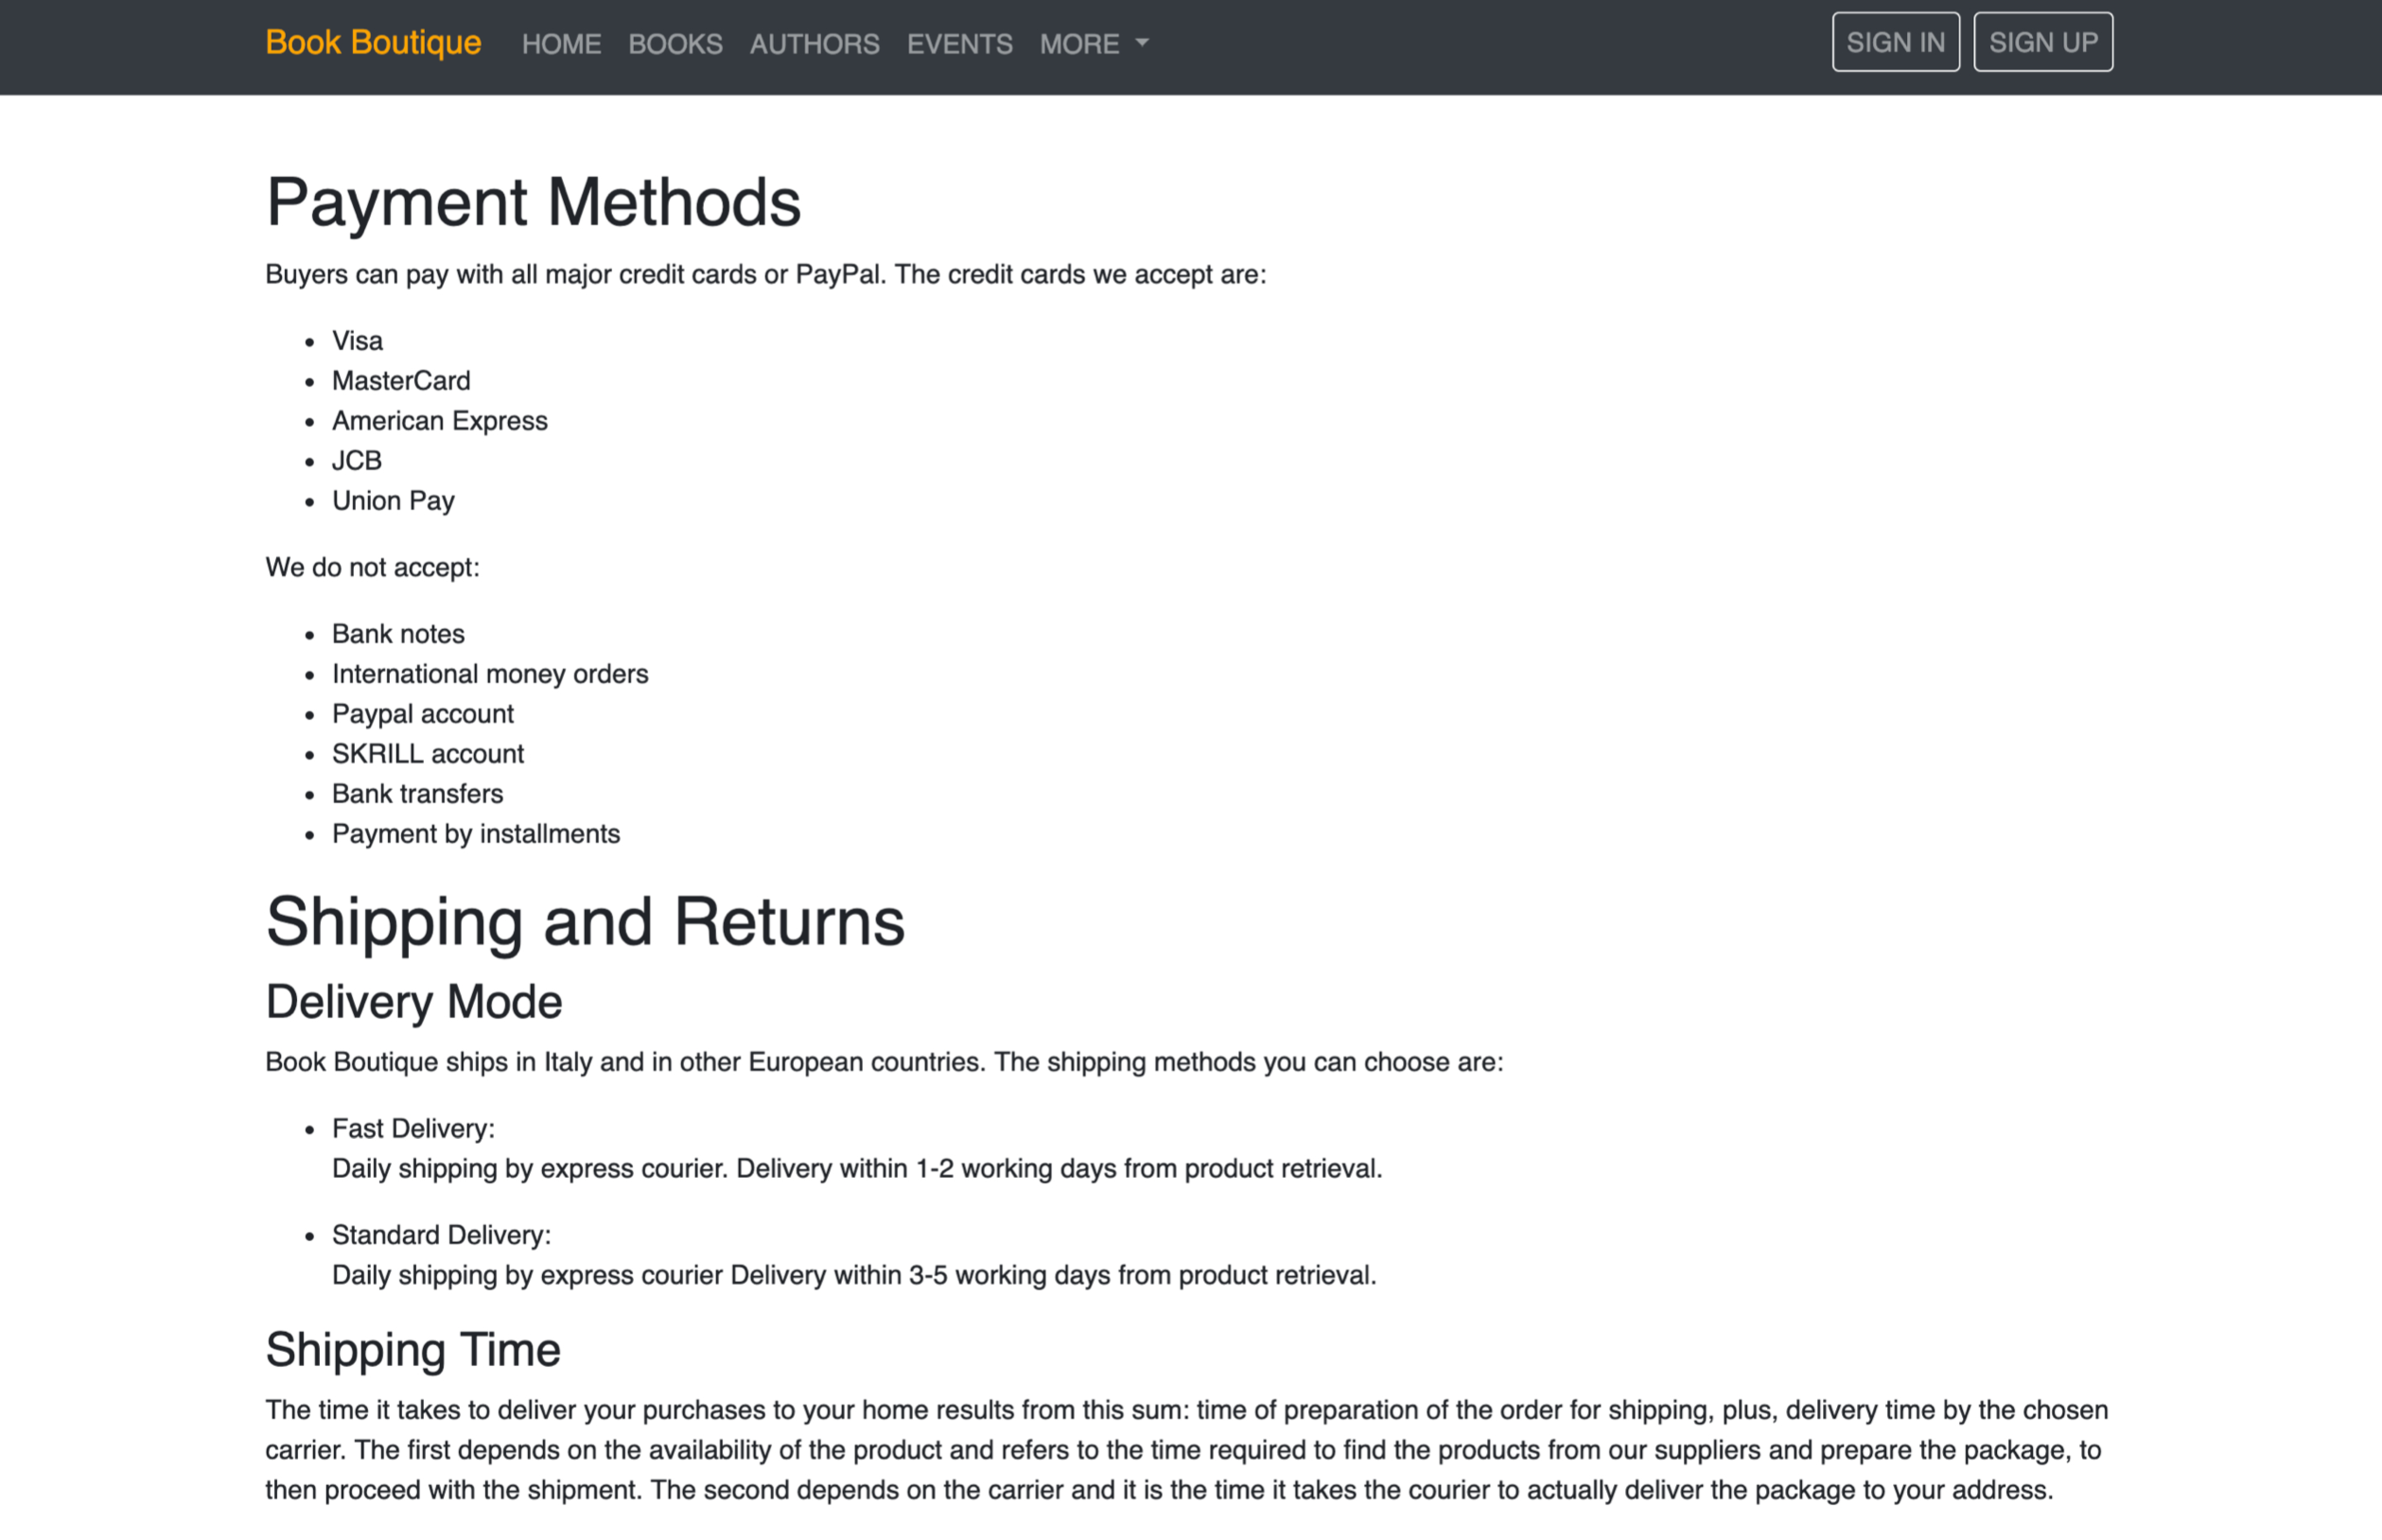 Book Boutique HOME BOOKS AUTHORS EVENTS MORE SIGN IN SIGN UP
Payment Methods
Buyers can pay with all major credit cards or PayPal. The credit cards we accept are:
• Visa
• MasterCard
• American Express
• JCB
• Union Pay
We do not accept:
• Bank notes
• International money orders
• Paypal account
• SKRILL account
• Bank transfers
• Payment by installments
Shipping and Returns
Delivery Mode
Book Boutique ships in Italy and in other European countries. The shipping methods you can choose are:
• Fast Delivery:
Daily shipping by express courier. Delivery within 1-2 working days from product retrieval.
• Standard Delivery:
Daily shipping by express courier Delivery within 3-5 working days from product retrieval.
Shipping Time
The time it takes to deliver your purchases to your home results from this sum: time of preparation of the order for shipping, plus, delivery time by the chosen
carrier. The first depends on the availability of the product and refers to the time required to find the products from our suppliers and prepare the package, to
then proceed with the shipment. The second depends on the carrier and it is the time it takes the courier to actually deliver the package to your address.